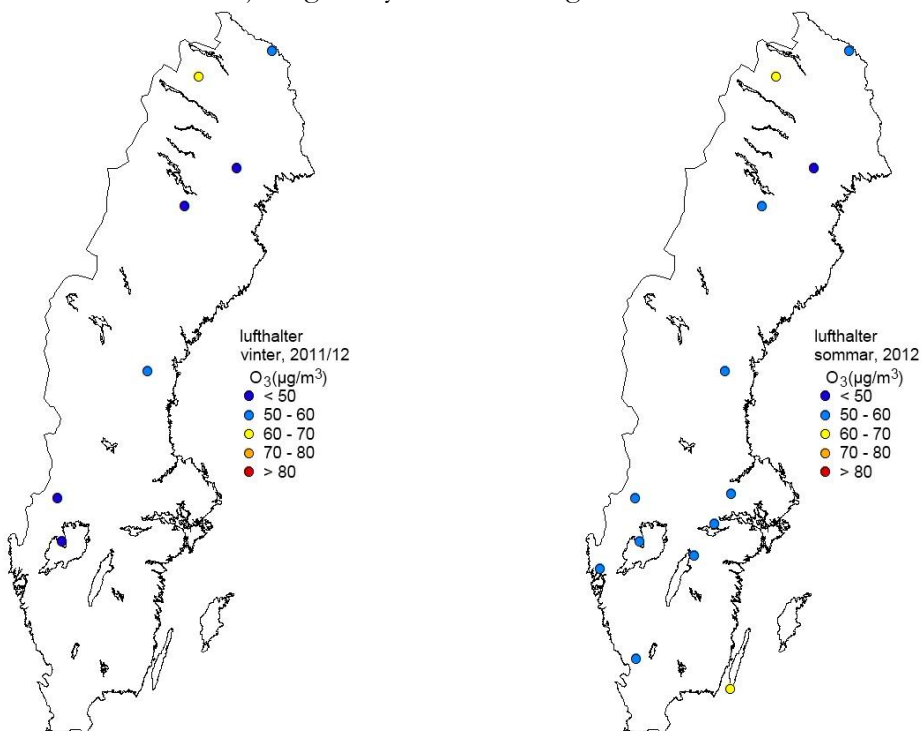 lufthalter
vinter, 2011/12
O₃(µg/m³)
< 50
50 - 60
60 - 70
70 - 80
> 80
lufthalter
sommar, 2012
O₃(µg/m³)
< 50
50 - 60
60 - 70
70 - 80
> 80